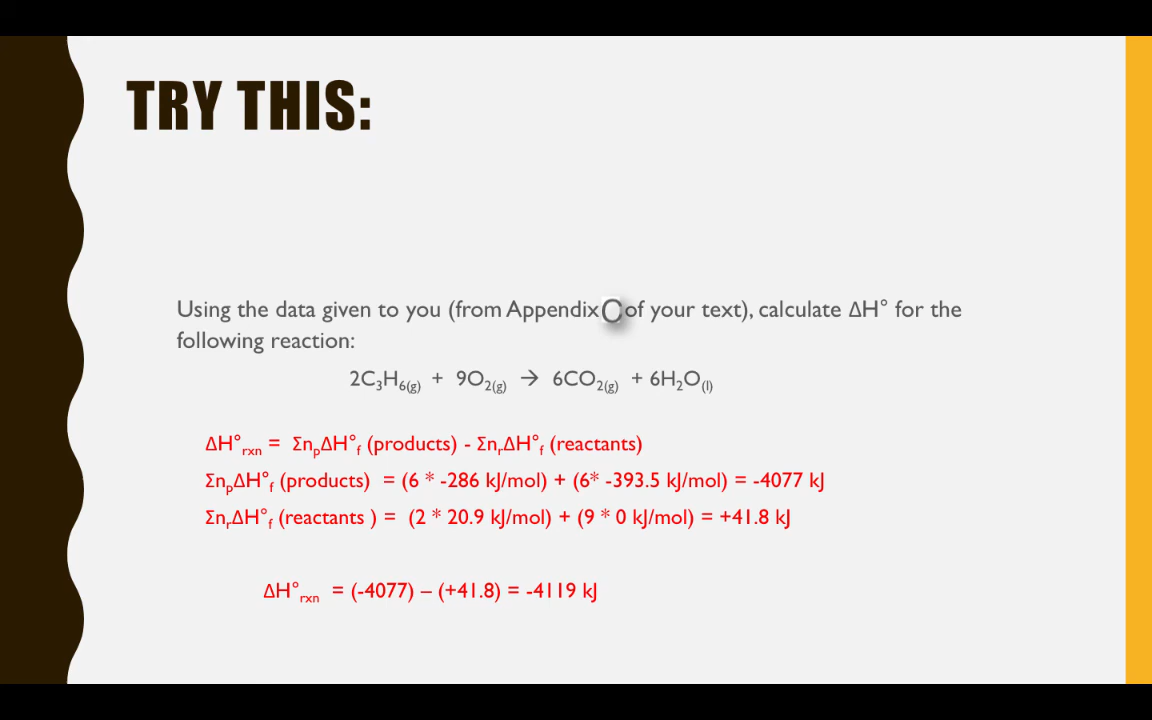 TRY THIS:
Using the data given to you (from Appendix C of your text), calculate ΔH° for the
following reaction:
2C₃H₆(g) + 9O₂(g) → 6CO₂(g) + 6H₂O(l)
ΔH°rxn = ΣnpΔH°f (products) - ΣnrΔH°f (reactants)
ΣnpΔH°f (products) = (6 * -286 kJ/mol) + (6* -393.5 kJ/mol) = -4077 kJ
ΣnrΔH°f (reactants ) = (2 * 20.9 kJ/mol) + (9 * 0 kJ/mol) = +41.8 kJ
ΔH°rxn = (-4077) – (+41.8) = -4119 kJ